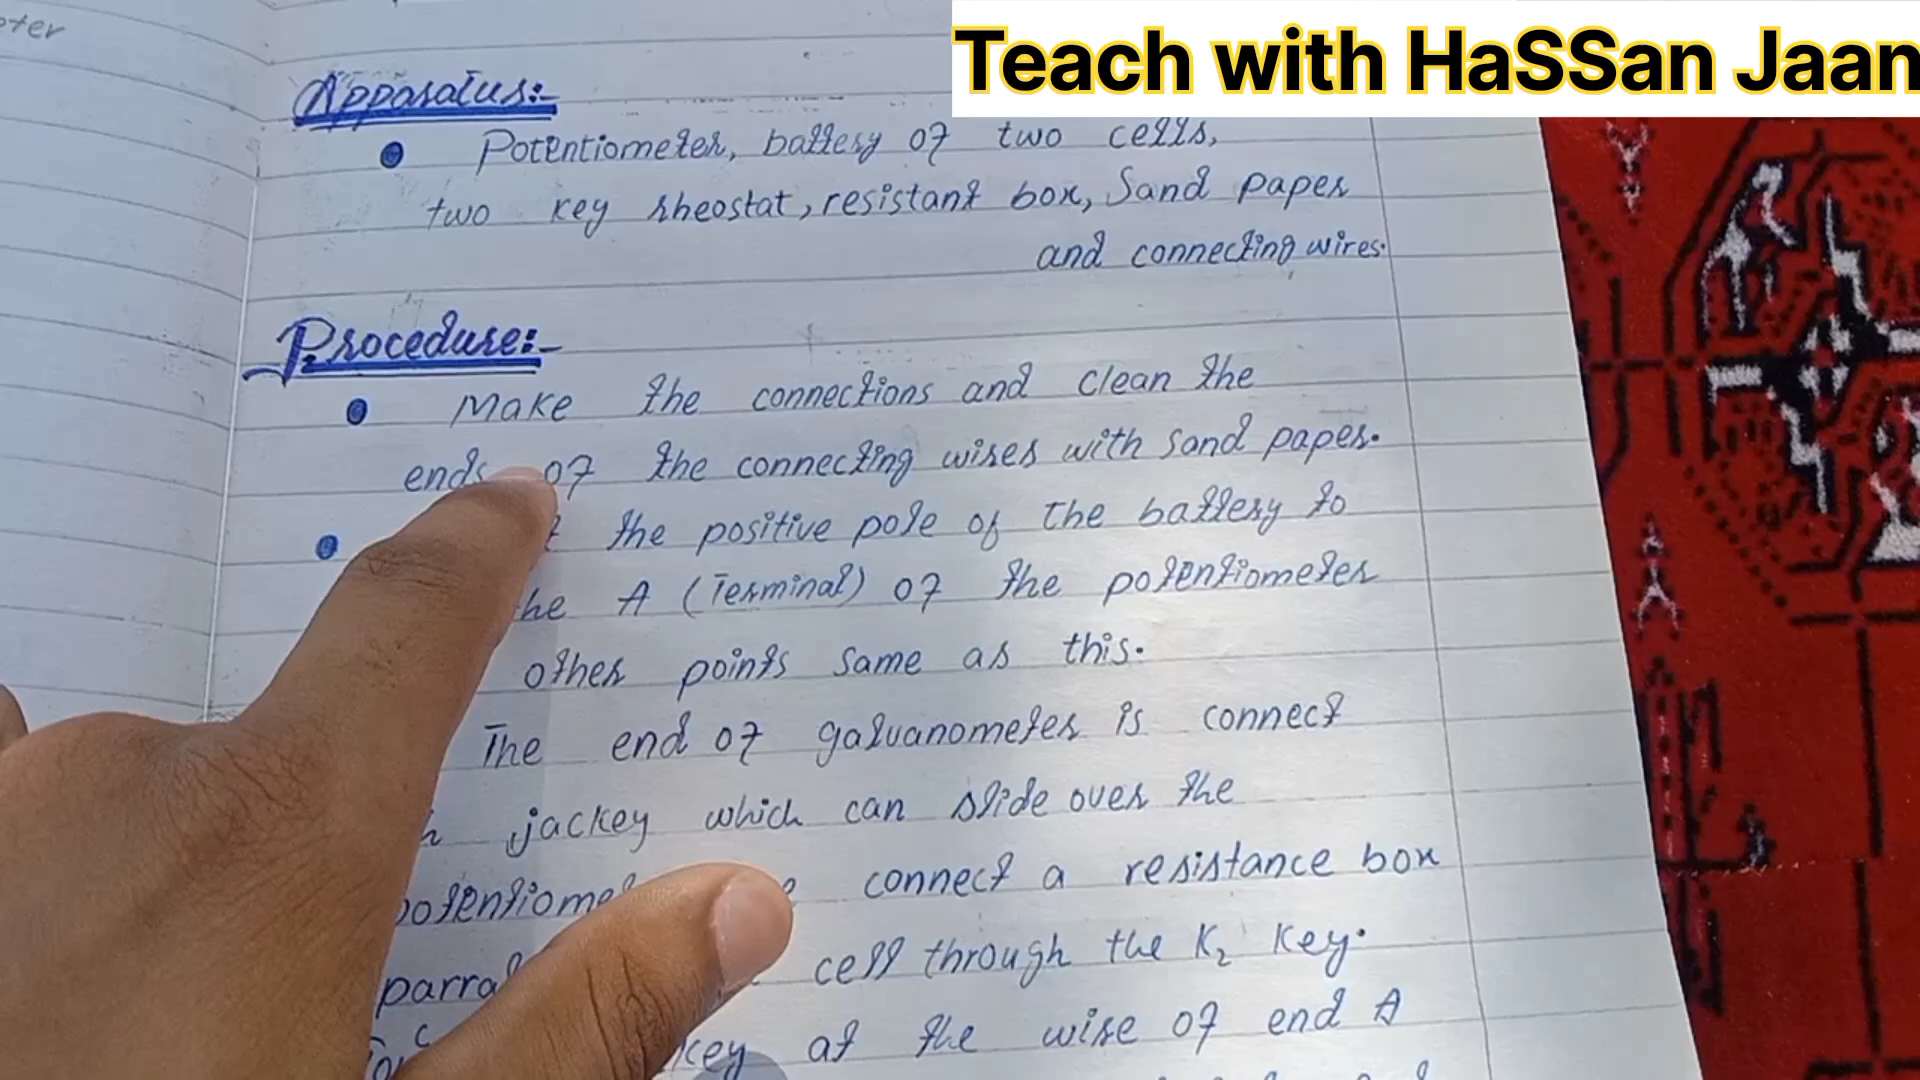 Teach with HaSSan Jaan
Apparatus:-
Potentiometer, battery of two cells,
two key rheostat, resistant box, Sand paper
and connecting wires.
Procedure:-
Make the connections and clean the
ends of the connecting wires with sand paper.
the positive pole of the battery to
A (Terminal) of the potentiometer
other points same as this.
The end of galvanometer is connect
jackey which can slide over the
connect a resistance box
cell through the K₂ key.
at the wire of end A